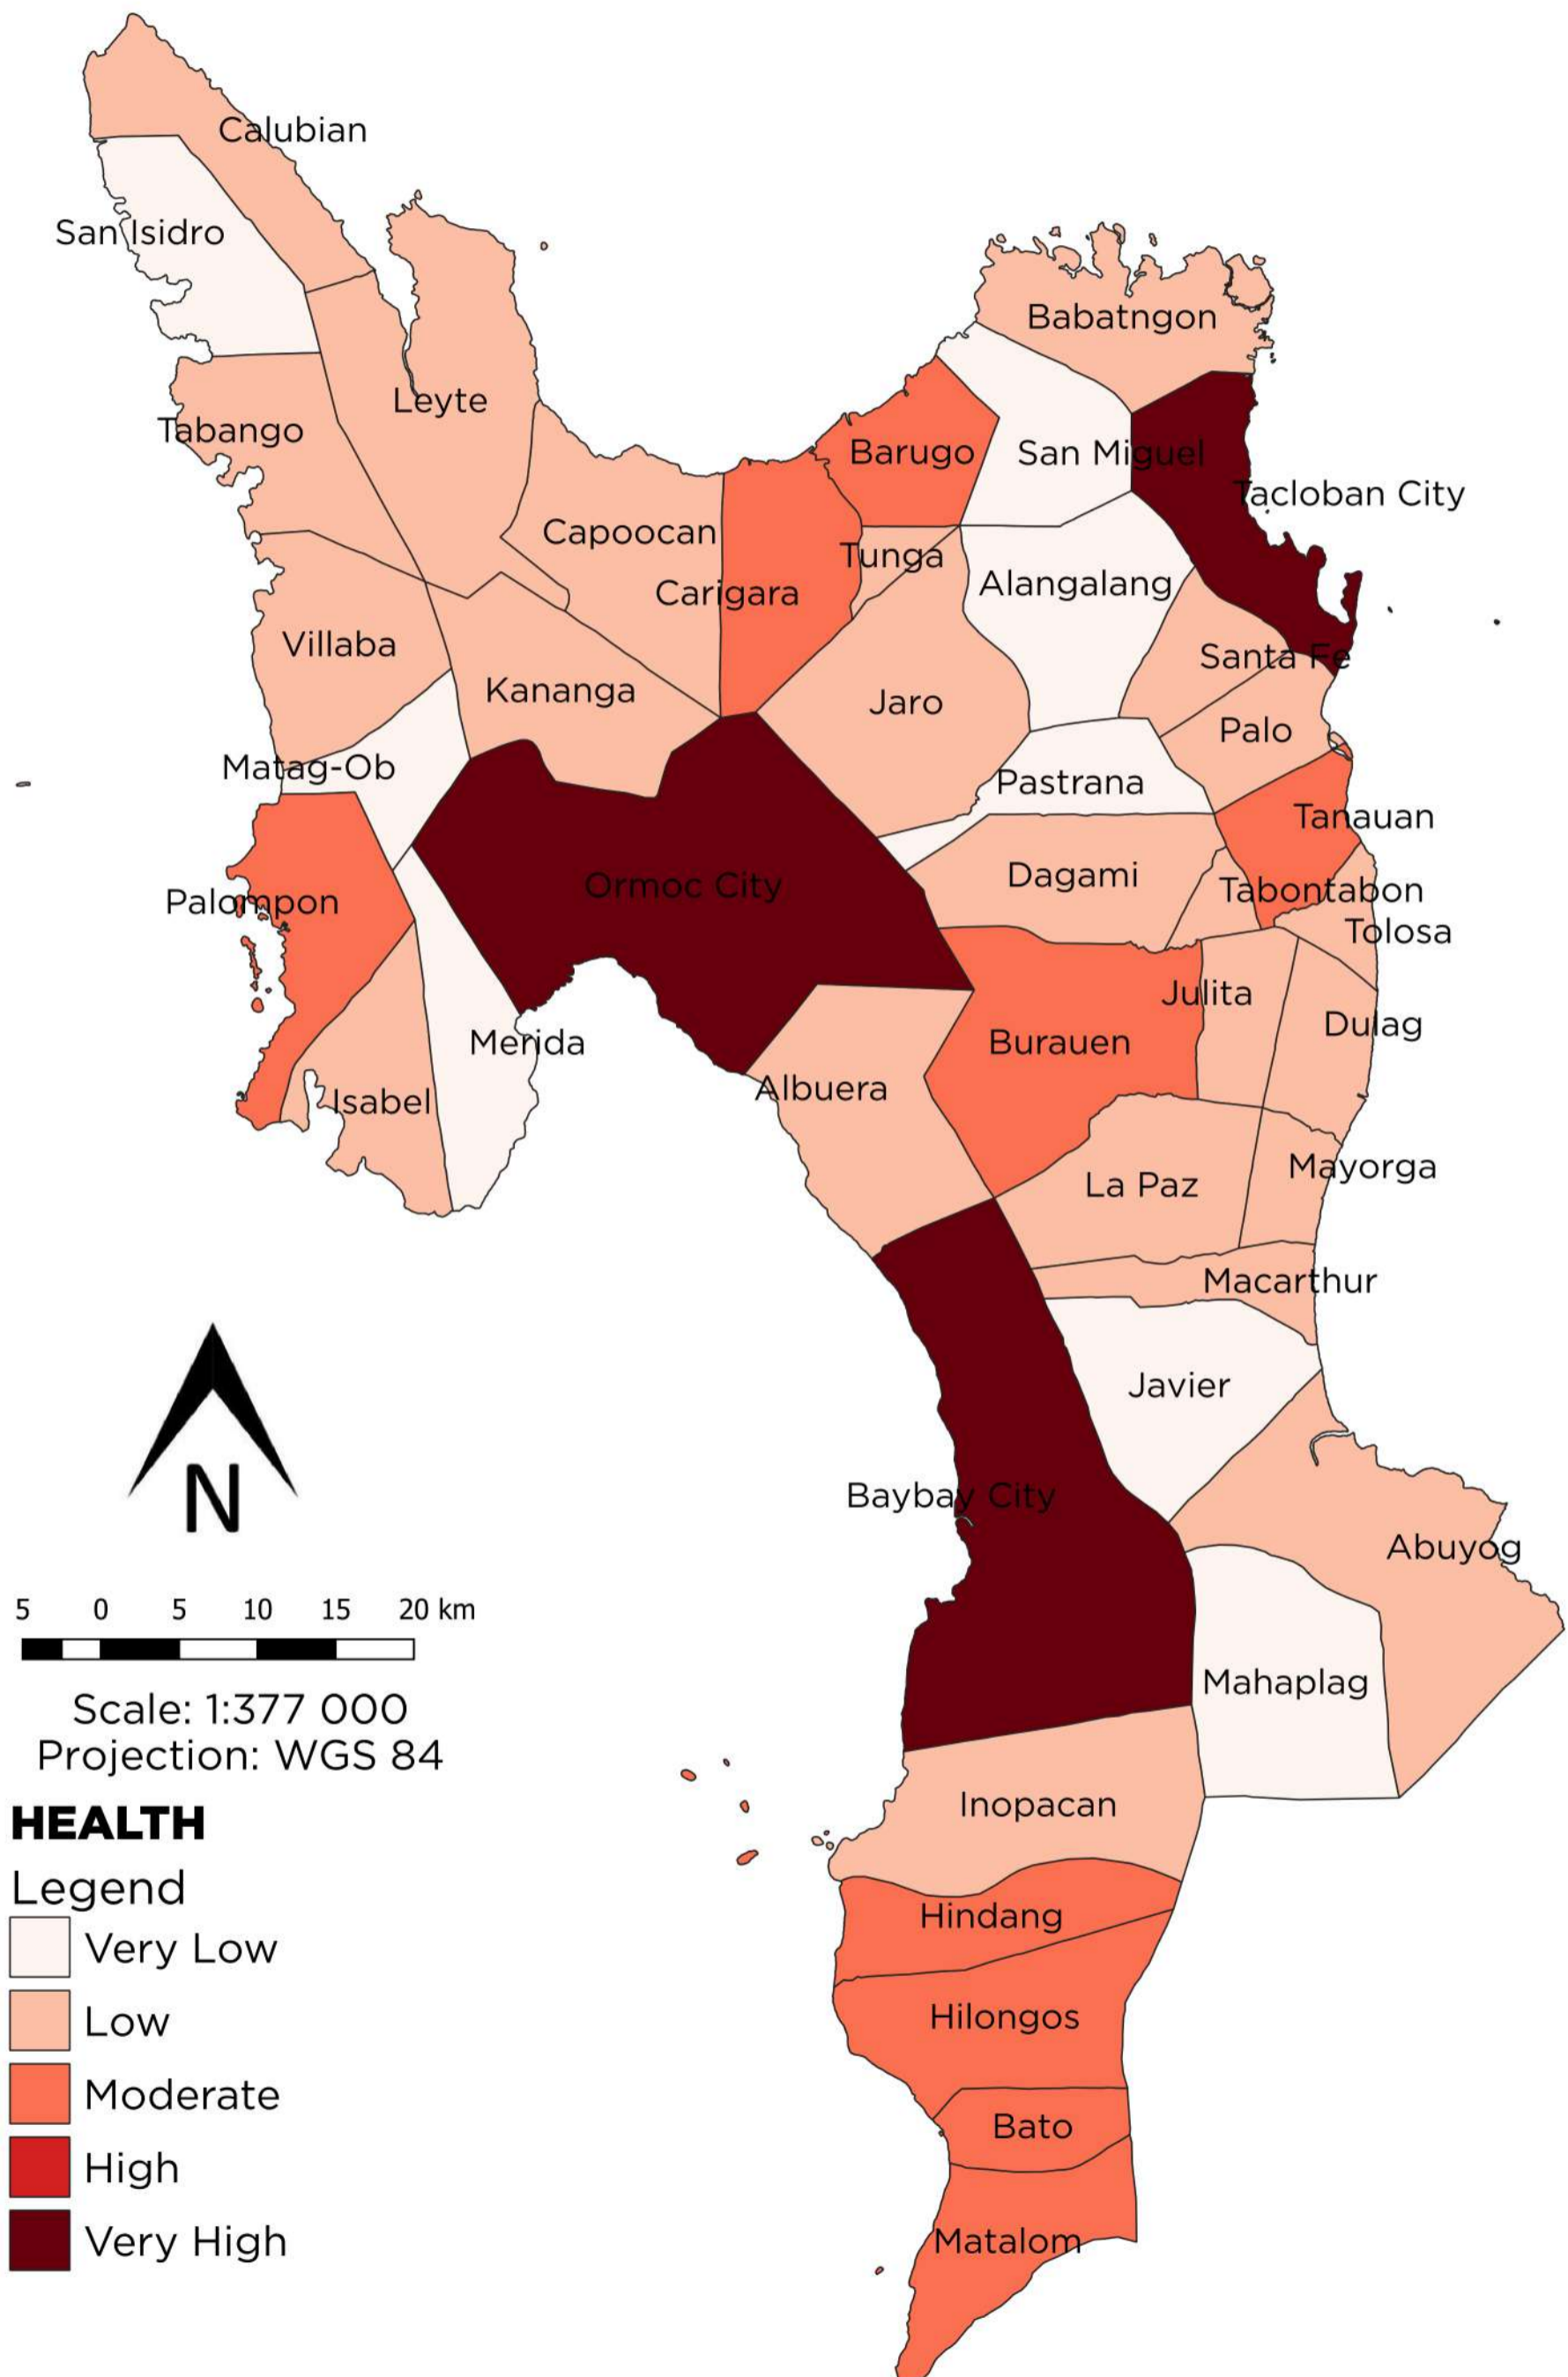 Calubian
San Isidro
Babatngon
Leyte
Tabango
Barugo
San Miguel
Tacloban City
Capoocan
Tunga
Alangalang
Carigara
Villaba
Santa Fe
Kananga
Jaro
Palo
Matag-Ob
Pastrana
Tanauan
Dagami
Ormoc City
Tabontabon
Palompon
Tolosa
Julita
Dulag
Merida
Burauen
Albuera
Isabel
Mayorga
La Paz
Macarthur
Javier
N
Baybay City
Abuyog
5 0 5 10 15 20 km
Mahaplag
Scale: 1:377 000
Projection: WGS 84
Inopacan
HEALTH
Legend
Hindang
Very Low
Hilongos
Low
Moderate
Bato
High
Very High
Matalom